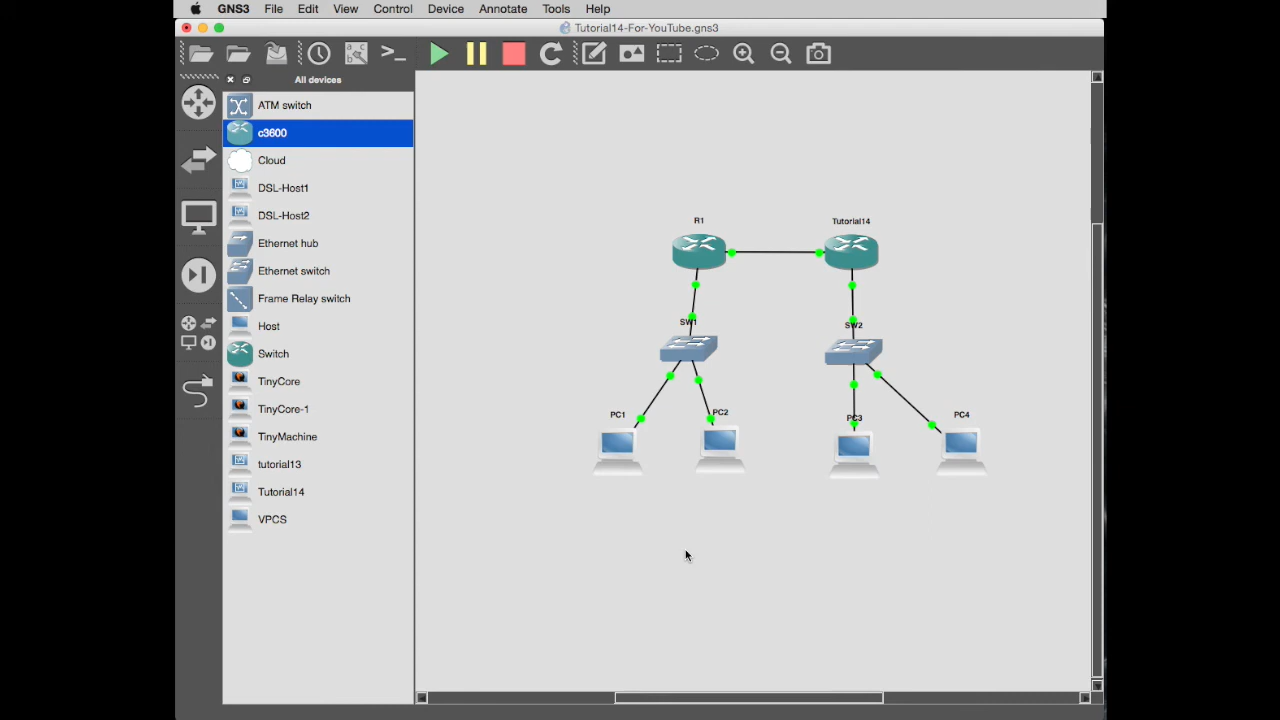 GNS3 File Edit View Control Device Annotate Tools Help
Tutorial14-For-YouTube.gns3
All devices
ATM switch
c3600
Cloud
DSL-Host1
DSL-Host2
Ethernet hub
Ethernet switch
Frame Relay switch
Host
Switch
TinyCore
TinyCore-1
TinyMachine
tutorial13
Tutorial14
VPCS
R1 Tutorial14
SW1 SW2
PC1 PC2 PC3 PC4